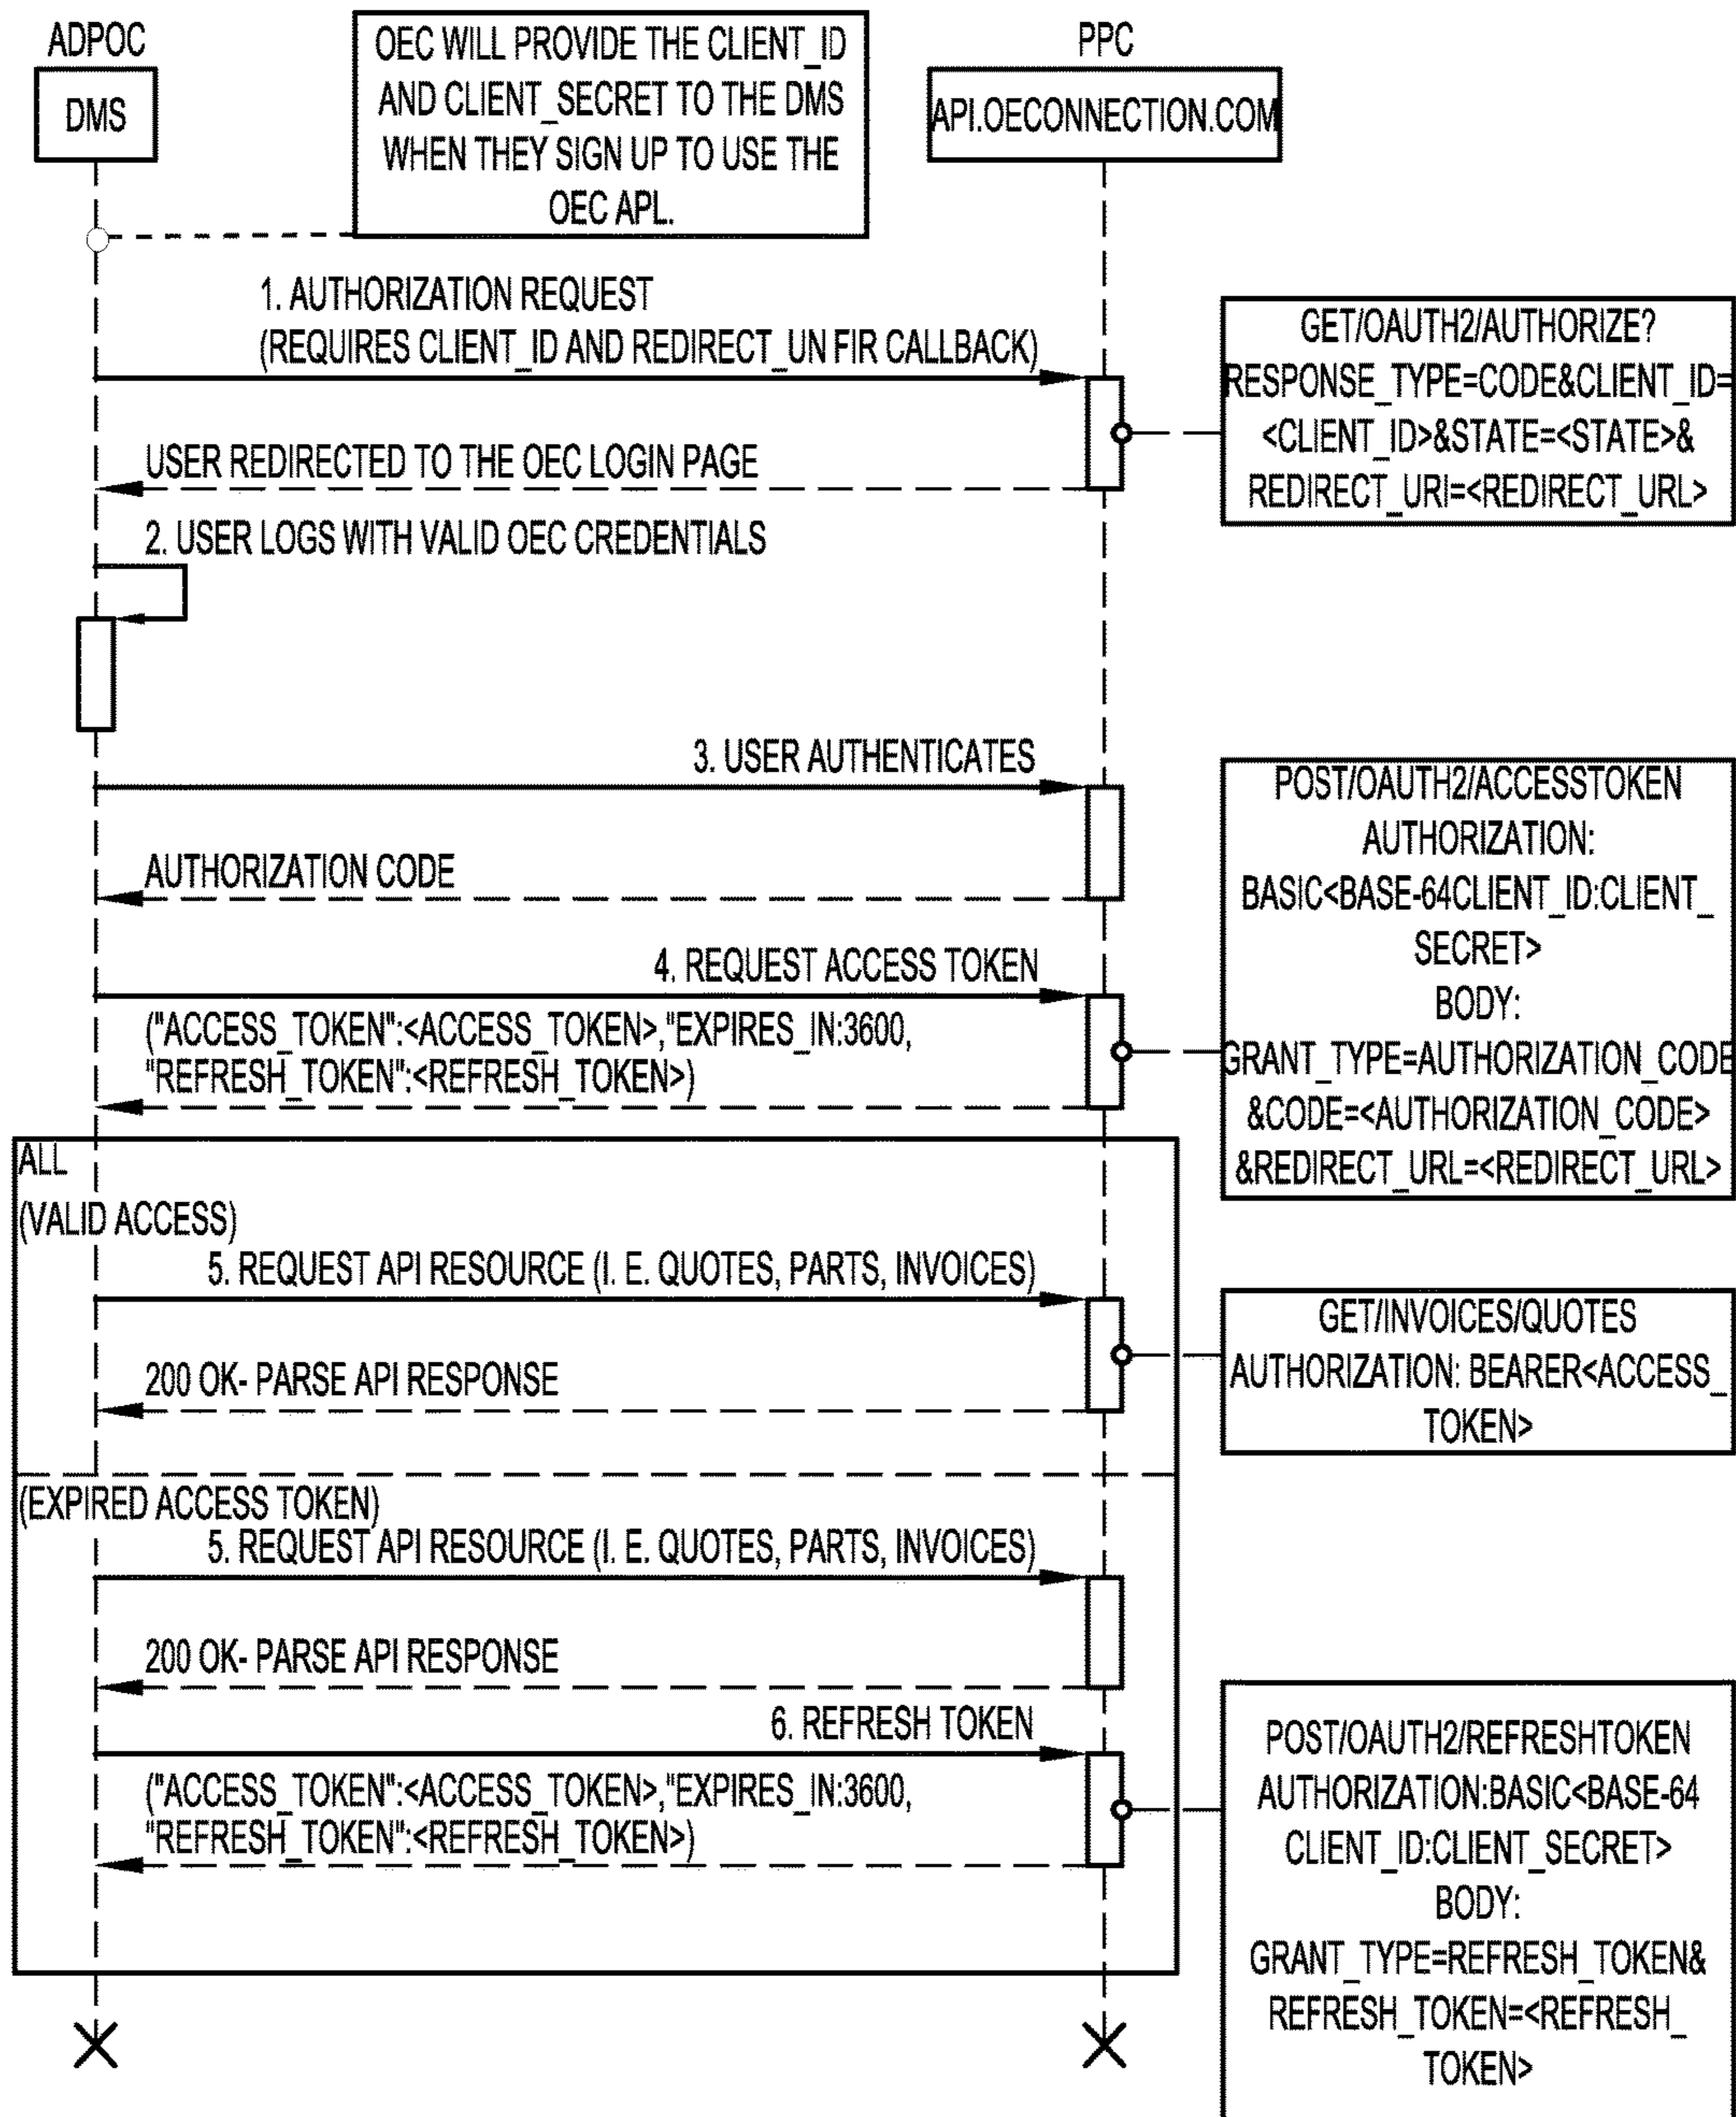 ADPOC
DMS
OEC WILL PROVIDE THE CLIENT_ID
AND CLIENT_SECRET TO THE DMS
WHEN THEY SIGN UP TO USE THE
OEC APL.
PPC
API.OECONNECTION.COM
1. AUTHORIZATION REQUEST
(REQUIRES CLIENT_ID AND REDIRECT_UN FIR CALLBACK)
GET/OAUTH2/AUTHORIZE?
RESPONSE_TYPE=CODE&CLIENT_ID=
<CLIENT_ID>&STATE=<STATE>&
REDIRECT_URI=<REDIRECT_URL>
USER REDIRECTED TO THE OEC LOGIN PAGE
2. USER LOGS WITH VALID OEC CREDENTIALS
3. USER AUTHENTICATES
AUTHORIZATION CODE
POST/OAUTH2/ACCESSTOKEN
AUTHORIZATION:
BASIC<BASE-64CLIENT_ID:CLIENT_
SECRET>
BODY:
GRANT_TYPE=AUTHORIZATION_CODE
&CODE=<AUTHORIZATION_CODE>
&REDIRECT_URL=<REDIRECT_URL>
4. REQUEST ACCESS TOKEN
("ACCESS_TOKEN":<ACCESS_TOKEN>,"EXPIRES_IN:3600,
"REFRESH_TOKEN":<REFRESH_TOKEN>)
ALL
(VALID ACCESS)
5. REQUEST API RESOURCE (I. E. QUOTES, PARTS, INVOICES)
200 OK- PARSE API RESPONSE
GET/INVOICES/QUOTES
AUTHORIZATION: BEARER<ACCESS_
TOKEN>
(EXPIRED ACCESS TOKEN)
5. REQUEST API RESOURCE (I. E. QUOTES, PARTS, INVOICES)
200 OK- PARSE API RESPONSE
6. REFRESH TOKEN
("ACCESS_TOKEN":<ACCESS_TOKEN>,"EXPIRES_IN:3600,
"REFRESH_TOKEN":<REFRESH_TOKEN>)
POST/OAUTH2/REFRESHTOKEN
AUTHORIZATION:BASIC<BASE-64
CLIENT_ID:CLIENT_SECRET>
BODY:
GRANT_TYPE=REFRESH_TOKEN&
REFRESH_TOKEN=<REFRESH_
TOKEN>